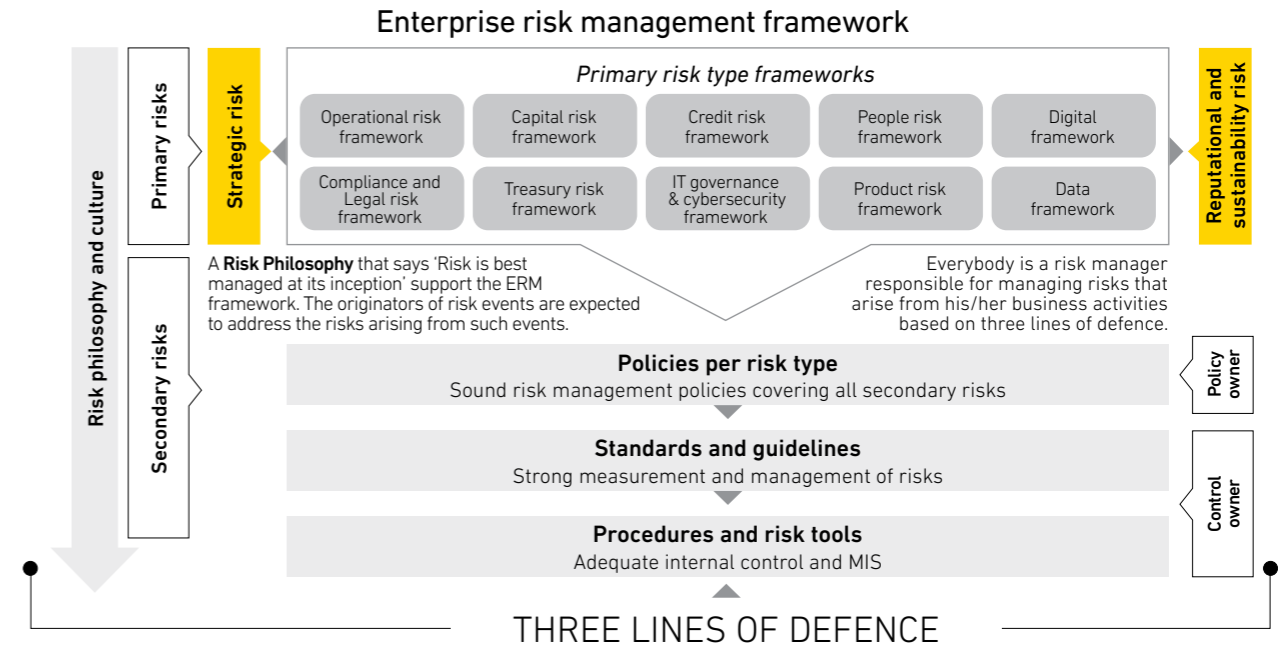 Enterprise risk management framework
Risk philosophy and culture
Primary risks
Strategic risk
Primary risk type frameworks
Operational risk
framework
Capital risk
framework
Credit risk
framework
People risk
framework
Digital
framework
Compliance and
Legal risk
framework
Treasury risk
framework
IT governance
& cybersecurity
framework
Product risk
framework
Data
framework
Reputational and
sustainability risk
Secondary risks
A Risk Philosophy that says ‘Risk is best
managed at its inception’ support the ERM
framework. The originators of risk events are expected
to address the risks arising from such events.
Everybody is a risk manager
responsible for managing risks that
arise from his/her business activities
based on three lines of defence.
Policies per risk type
Sound risk management policies covering all secondary risks
Policy
owner
Standards and guidelines
Strong measurement and management of risks
Procedures and risk tools
Adequate internal control and MIS
Control
owner
THREE LINES OF DEFENCE